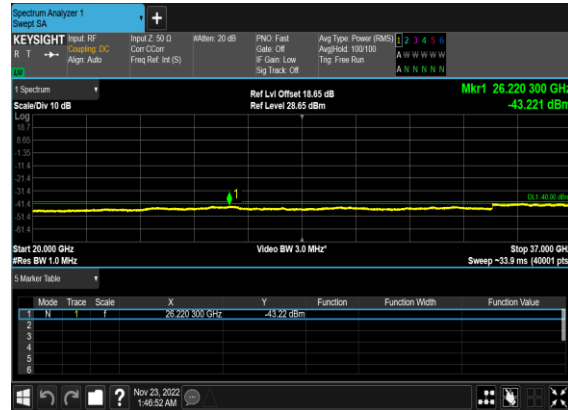 Spectrum Analyzer 1
Swept SA
+
KEYSIGHT Input: RF Input Z: 50 Ω #Atten: 20 dB PNO: Fast Avg Type: Power (RMS) 1 2 3 4 5 6
R T Coupling: DC Corr CCorr Gate: Off Avg|Hold: 100/100 A W W W W W
Align: Auto Freq Ref: Int (S) IF Gain: Low Trig: Free Run
LW Sig Track: Off A N N N N N
1 Spectrum Ref Lvl Offset 18.65 dB Mkr1 26.220 300 GHz
Scale/Div 10 dB Ref Level 28.65 dBm -43.221 dBm
Log
18.7
8.65
-1.35
-11.4
-21.4
-31.4
1
DL1 -40.00 dBm
-41.4
-51.4
-61.4
Start 20.000 GHz Video BW 3.0 MHz* Stop 37.000 GHz
#Res BW 1.0 MHz Sweep ~33.9 ms (40001 pts)
5 Marker Table
Mode Trace Scale X Y Function Function Width Function Value
1 N 1 f 26.220 300 GHz -43.22 dBm
2
3
4
5
6
? Nov 23, 2022
1:46:52 AM